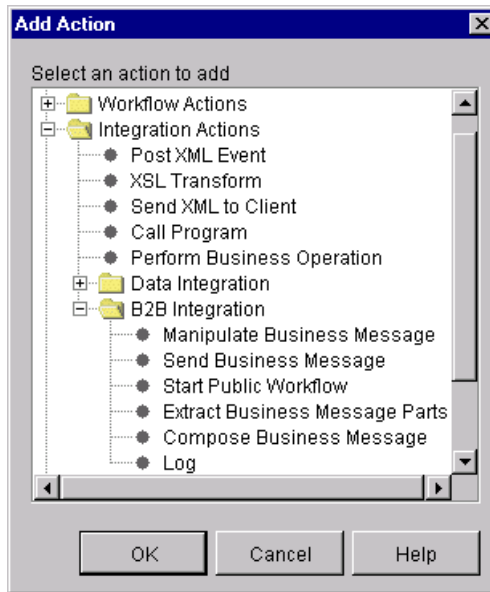 Add Action
Select an action to add
Workflow Actions
Integration Actions
Post XML Event
XSL Transform
Send XML to Client
Call Program
Perform Business Operation
Data Integration
B2B Integration
Manipulate Business Message
Send Business Message
Start Public Workflow
Extract Business Message Parts
Compose Business Message
Log
OK Cancel Help